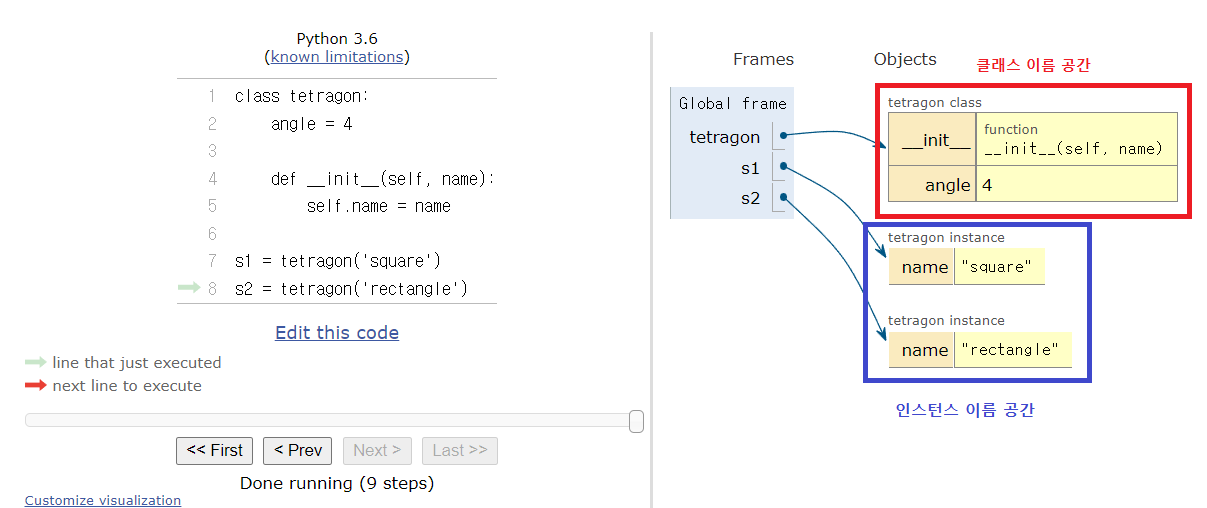 Python 3.6
(known limitations)
1 class tetragon:
2 angle = 4
3
4 def __init__(self, name):
5 self.name = name
6
7 s1 = tetragon('square')
8 s2 = tetragon('rectangle')
Edit this code
line that just executed
next line to execute
<< First < Prev Next > Last >>
Done running (9 steps)
Customize visualization
Frames Objects
클래스 이름 공간
Global frame
tetragon
s1
s2
tetragon class
__init__ function
__init__(self, name)
angle 4
tetragon instance
name "square"
tetragon instance
name "rectangle"
인스턴스 이름 공간